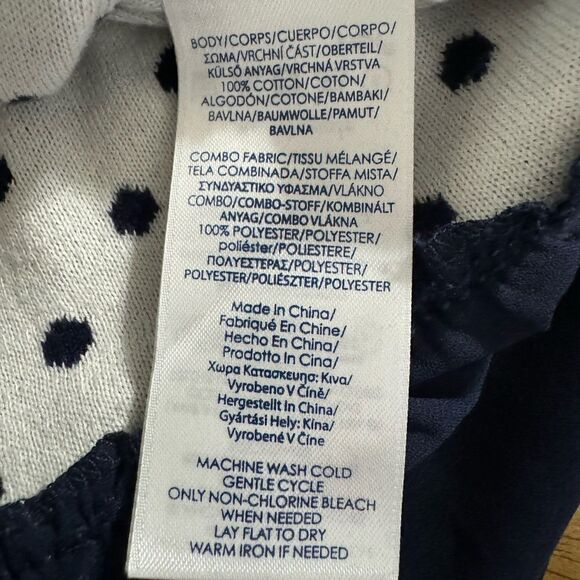 BODY/CORPS/CUERPO/CORPO/
ΣΩΜΑ/VRCHNÍ ČÁST/OBERTEIL/
KÜLSŐ ANYAG/VRCHNÁ VRSTVA
100% COTTON/COTON/
ALGODÓN/COTONE/BAMBAKI/
BAVLNA/BAUMWOLLE/PAMUT/
BAVLNA
COMBO FABRIC/TISSU MÉLANGÉ/
TELA COMBINADA/STOFFA MISTA/
ΣΥΝΔΥΑΣΤΙΚΟ ΥΦΑΣΜΑ/VLÁKNO
COMBO/COMBO-STOFF/KOMBINÁLT
ANYAG/COMBO VLÁKNA
100% POLYESTER/POLYESTER/
poliéster/POLIESTERE/
ΠΟΛΥΕΣΤΕΡΑΣ/POLYESTER/
POLYESTER/POLIÉSZTER/POLYESTER
Made In China/
Fabriqué En Chine/
Hecho En China/
Prodotto In Cina/
Χωρα Κατασκευησ: Κινα/
Vyrobeno V Číně/
Hergestellt In China/
Gyártási Hely: Kína/
Vyrobené V Číne
MACHINE WASH COLD
GENTLE CYCLE
ONLY NON-CHLORINE BLEACH
WHEN NEEDED
LAY FLAT TO DRY
WARM IRON IF NEEDED